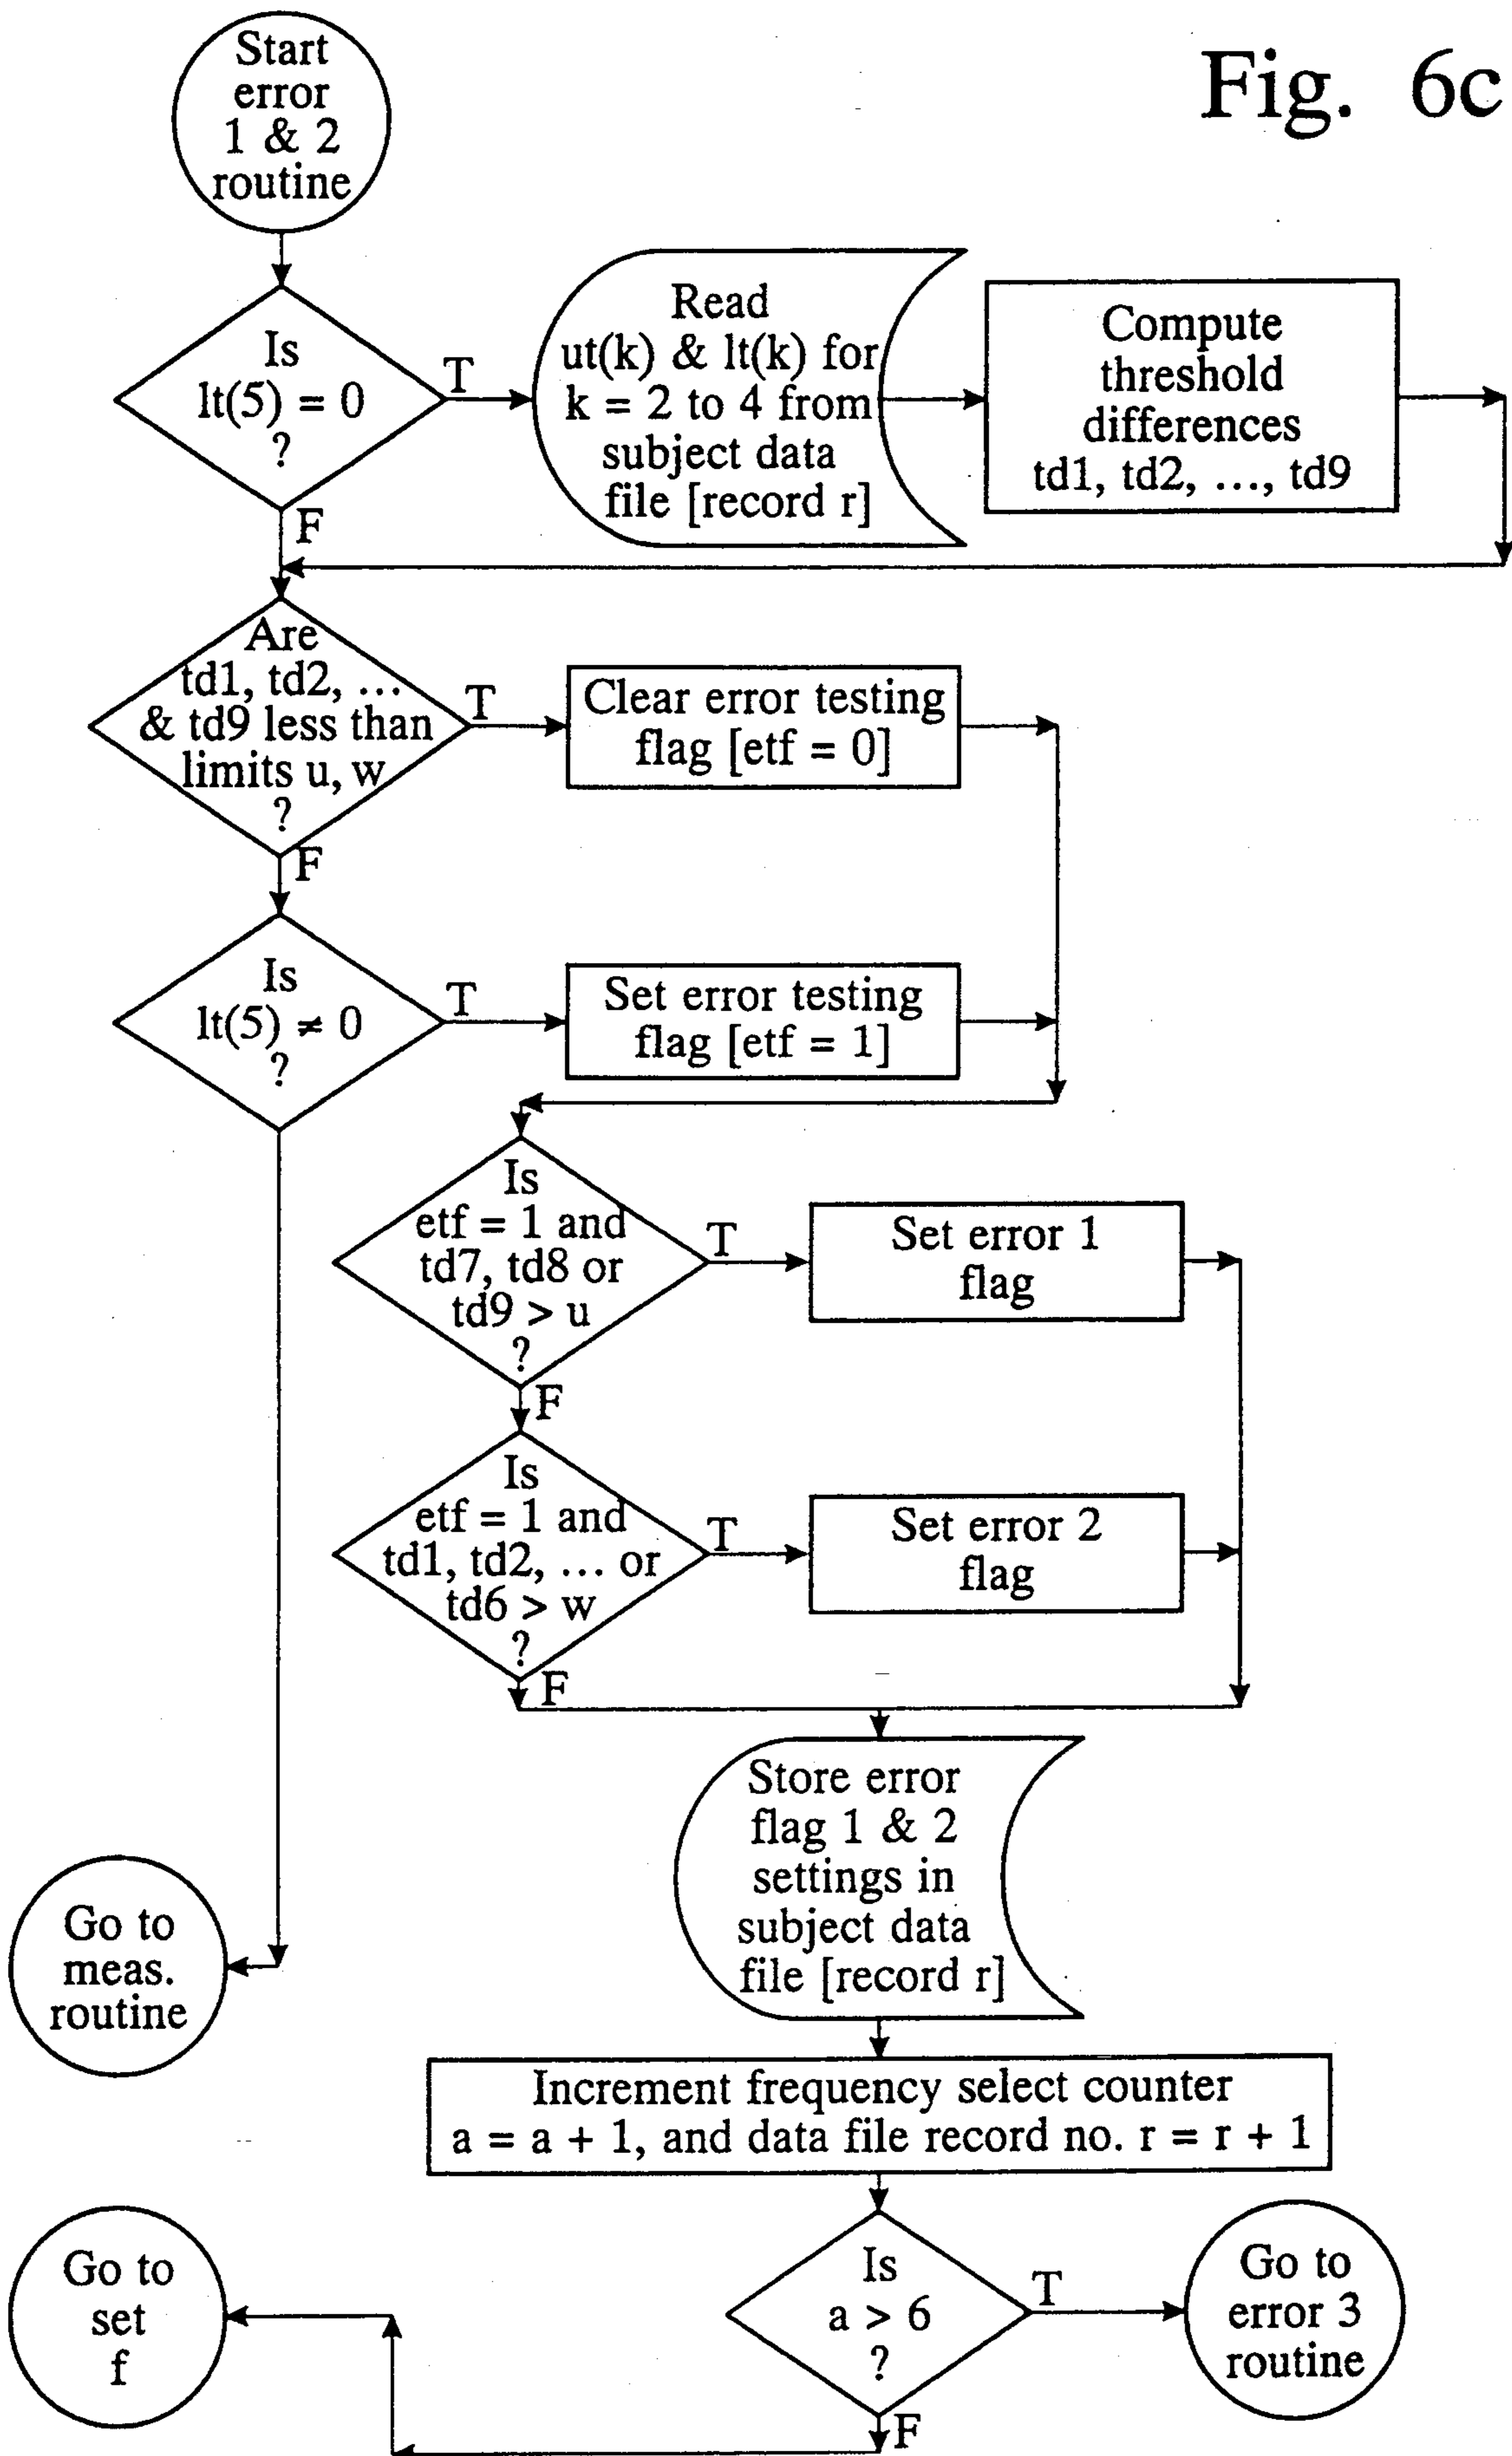 Fig. 6c
Start
error
1 & 2
routine
Is
lt(5) = 0
?
T
F
Read
ut(k) & lt(k) for
k = 2 to 4 from
subject data
file [record r]
Compute
threshold
differences
td1, td2, ..., td9
Are
td1, td2, ...
& td9 less than
limits u, w
?
T
F
Clear error testing
flag [etf = 0]
Is
lt(5) ≠ 0
?
T
Set error testing
flag [etf = 1]
Is
etf = 1 and
td7, td8 or
td9 > u
?
T
F
Set error 1
flag
Is
etf = 1 and
td1, td2, ... or
td6 > w
?
T
F
Set error 2
flag
Store error
flag 1 & 2
settings in
subject data
file [record r]
Go to
meas.
routine
Increment frequency select counter
a = a + 1, and data file record no. r = r + 1
Is
a > 6
?
T
F
Go to
error 3
routine
Go to
set
f